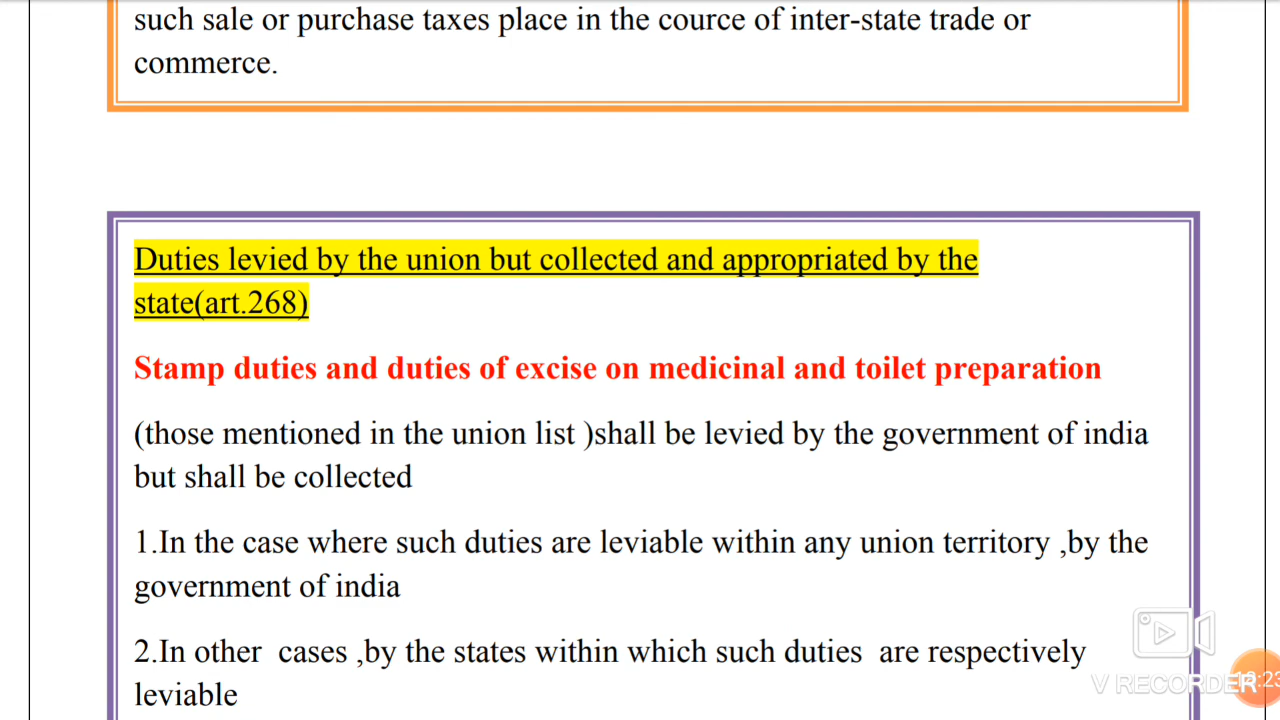 such sale or purchase taxes place in the cource of inter-state trade or
commerce.
Duties levied by the union but collected and appropriated by the
state(art.268)
Stamp duties and duties of excise on medicinal and toilet preparation
(those mentioned in the union list )shall be levied by the government of india
but shall be collected
1.In the case where such duties are leviable within any union territory ,by the
government of india
2.In other  cases ,by the states within which such duties  are respectively
leviable
V RECORDER